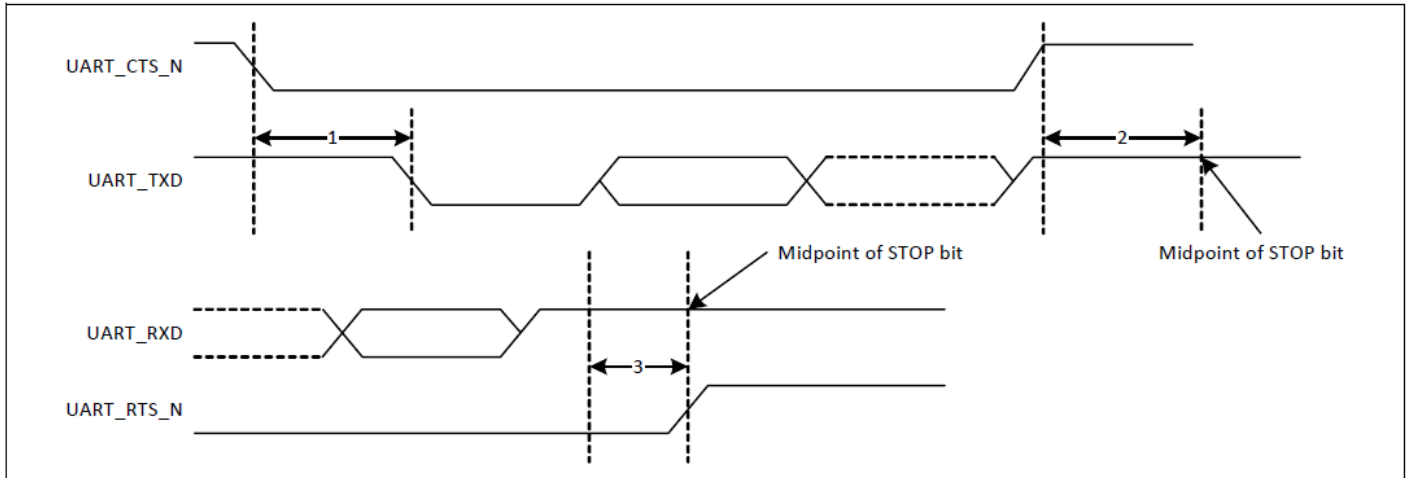 UART_CTS_N
1
2
UART_TXD
Midpoint of STOP bit
Midpoint of STOP bit
UART_RXD
3
UART_RTS_N